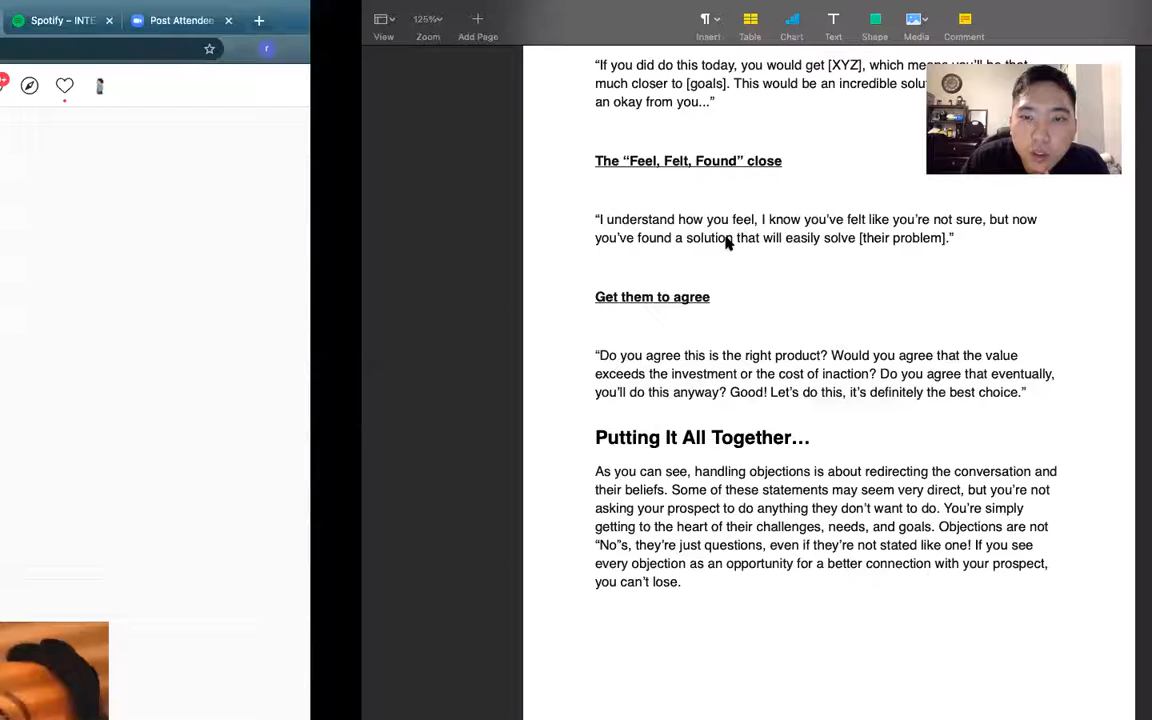 Spotify – INTE
Post Attendee
125%
View
Zoom
Add Page
Insert
Table
Chart
Text
Shape
Media
Comment
“If you did do this today, you would get [XYZ], which means you’ll be that
much closer to [goals]. This would be an incredible
an okay from you...”
The “Feel, Felt, Found” close
“I understand how you feel, I know you’ve felt like you’re not sure, but now
you’ve found a solution that will easily solve [their problem].”
Get them to agree
“Do you agree this is the right product? Would you agree that the value
exceeds the investment or the cost of inaction? Do you agree that eventually,
you’ll do this anyway? Good! Let’s do this, it’s definitely the best choice.”
Putting It All Together…
As you can see, handling objections is about redirecting the conversation and
their beliefs. Some of these statements may seem very direct, but you’re not
asking your prospect to do anything they don’t want to do. You’re simply
getting to the heart of their challenges, needs, and goals. Objections are not
“No”s, they’re just questions, even if they’re not stated like one! If you see
every objection as an opportunity for a better connection with your prospect,
you can’t lose.